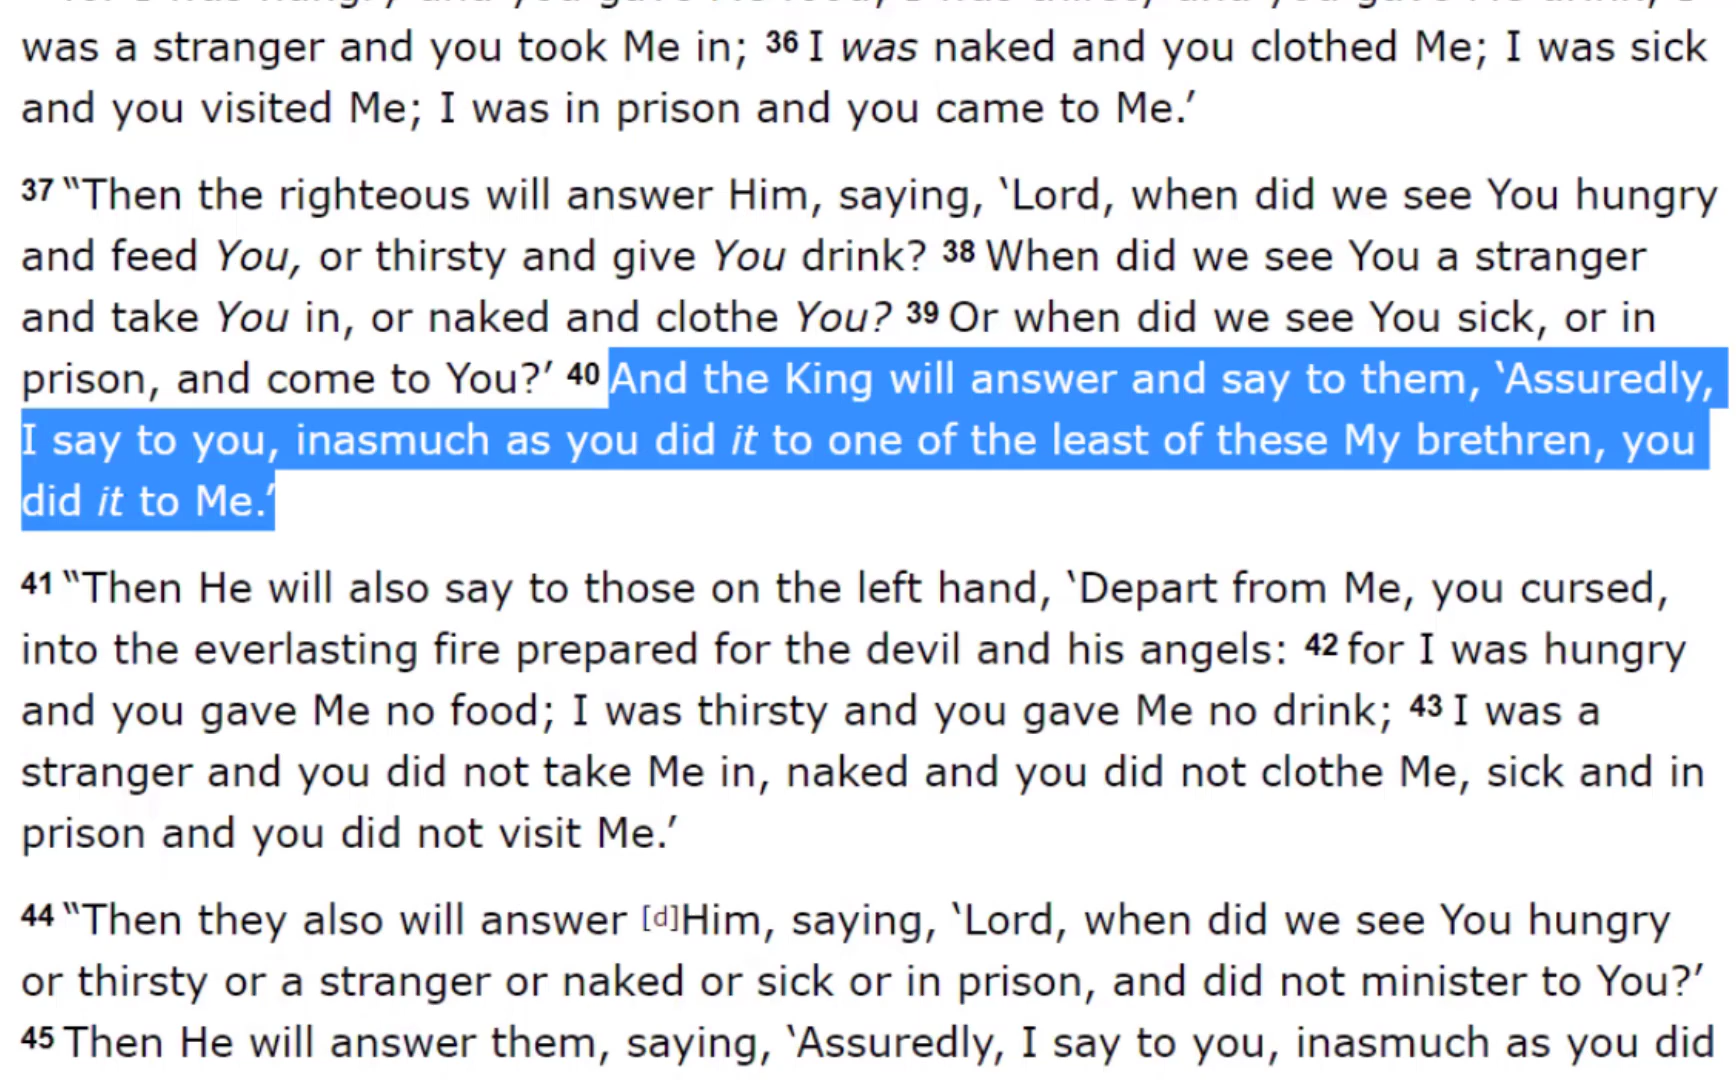 was a stranger and you took Me in; 36 I was naked and you clothed Me; I was sick
and you visited Me; I was in prison and you came to Me.’
37 “Then the righteous will answer Him, saying, ‘Lord, when did we see You hungry
and feed You, or thirsty and give You drink? 38 When did we see You a stranger
and take You in, or naked and clothe You? 39 Or when did we see You sick, or in
prison, and come to You?’ 40 And the King will answer and say to them, ‘Assuredly,
I say to you, inasmuch as you did it to one of the least of these My brethren, you
did it to Me.’
41 “Then He will also say to those on the left hand, ‘Depart from Me, you cursed,
into the everlasting fire prepared for the devil and his angels: 42 for I was hungry
and you gave Me no food; I was thirsty and you gave Me no drink; 43 I was a
stranger and you did not take Me in, naked and you did not clothe Me, sick and in
prison and you did not visit Me.’
44 “Then they also will answer [d]Him, saying, ‘Lord, when did we see You hungry
or thirsty or a stranger or naked or sick or in prison, and did not minister to You?’
45 Then He will answer them, saying, ‘Assuredly, I say to you, inasmuch as you did